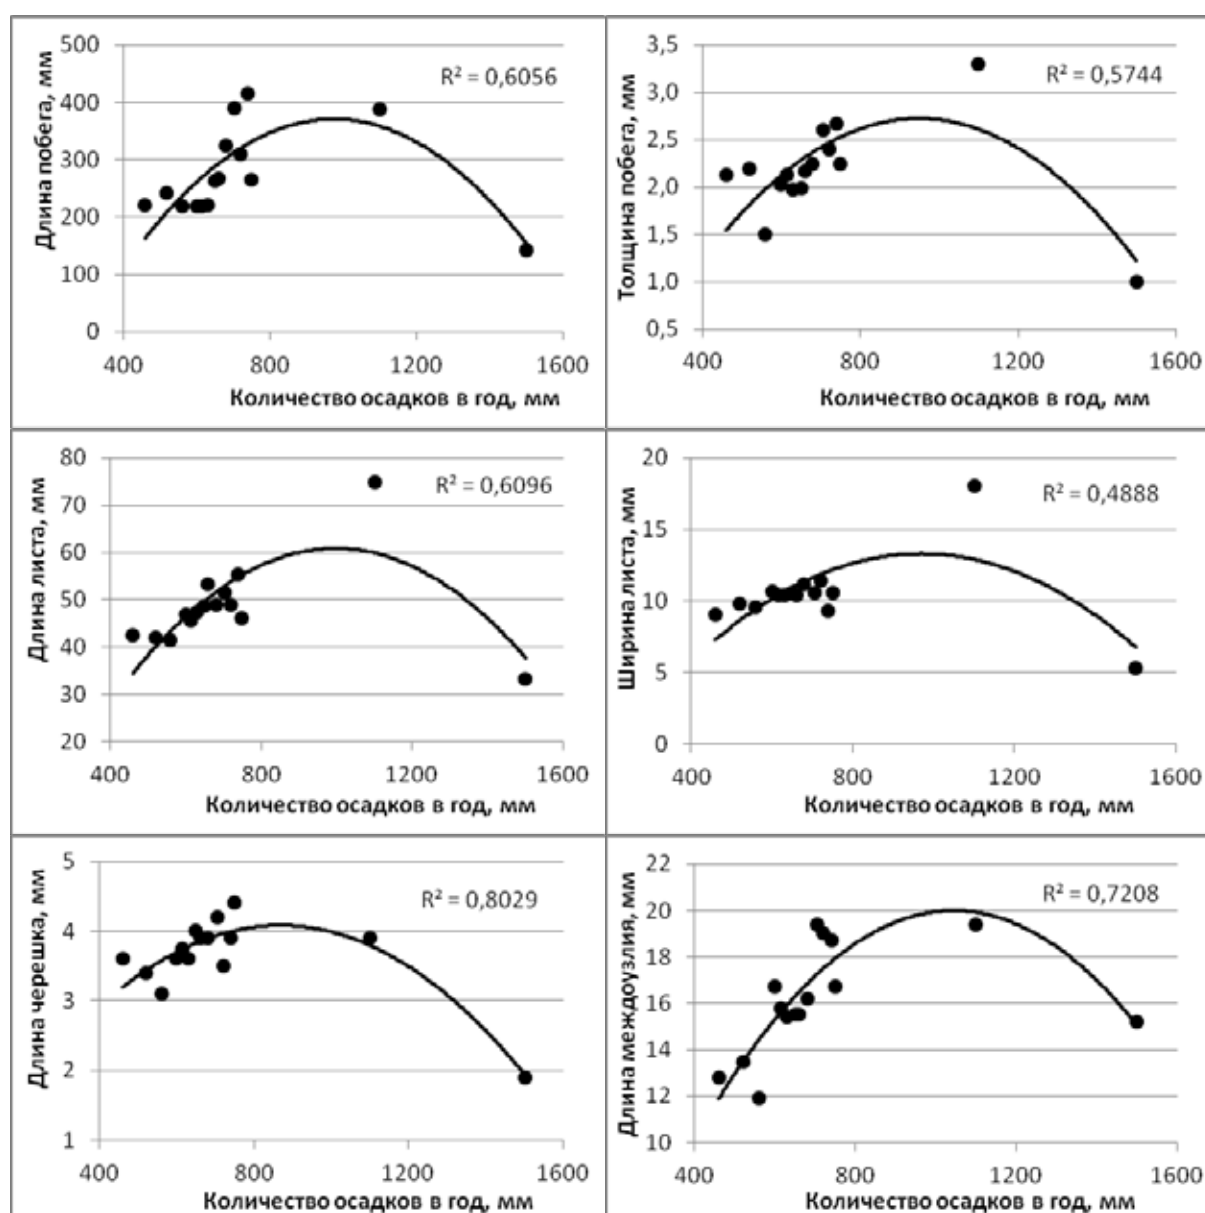 Длина побега, мм
500
400
300
200
100
0
R² = 0,6056
400 800 1200 1600
Количество осадков в год, мм
Толщина побега, мм
3,5
3,0
2,5
2,0
1,5
1,0
0,5
R² = 0,5744
400 800 1200 1600
Количество осадков в год, мм
Длина листа, мм
80
70
60
50
40
30
20
R² = 0,6096
400 800 1200 1600
Количество осадков в год, мм
Ширина листа, мм
20
15
10
5
0
R² = 0,4888
400 800 1200 1600
Количество осадков в год, мм
Длина черешка, мм
5
4
3
2
1
R² = 0,8029
400 800 1200 1600
Количество осадков в год, мм
Длина междоузлия, мм
22
20
18
16
14
12
10
R² = 0,7208
400 800 1200 1600
Количество осадков в год, мм